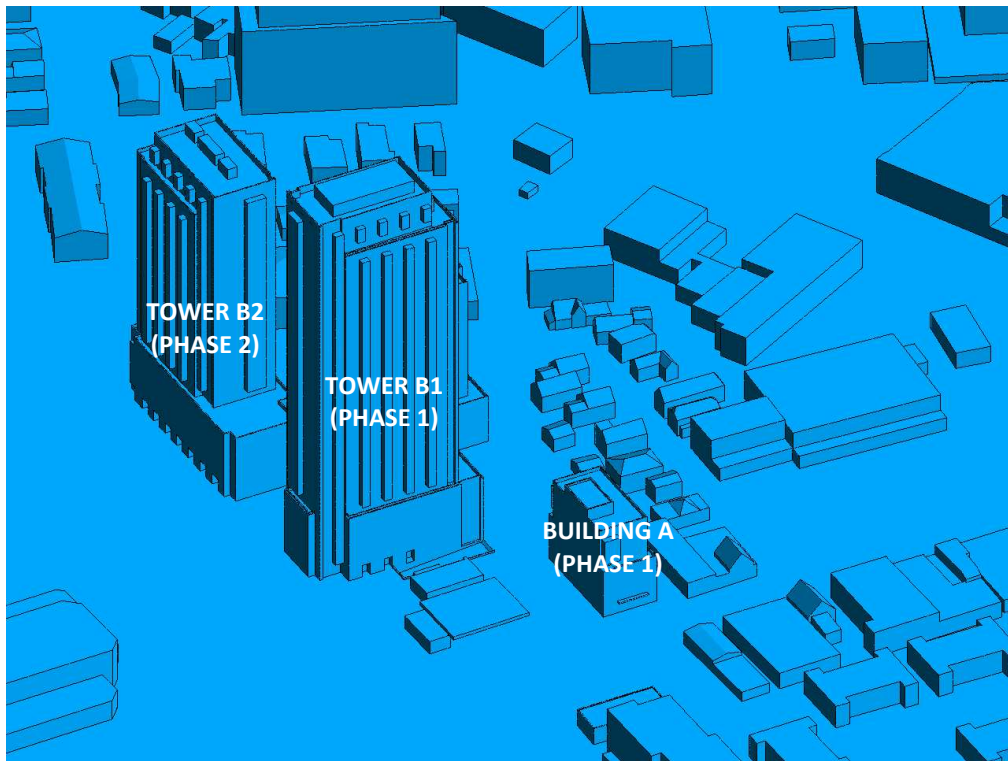 TOWER B2
(PHASE 2)
TOWER B1
(PHASE 1)
BUILDING A
(PHASE 1)